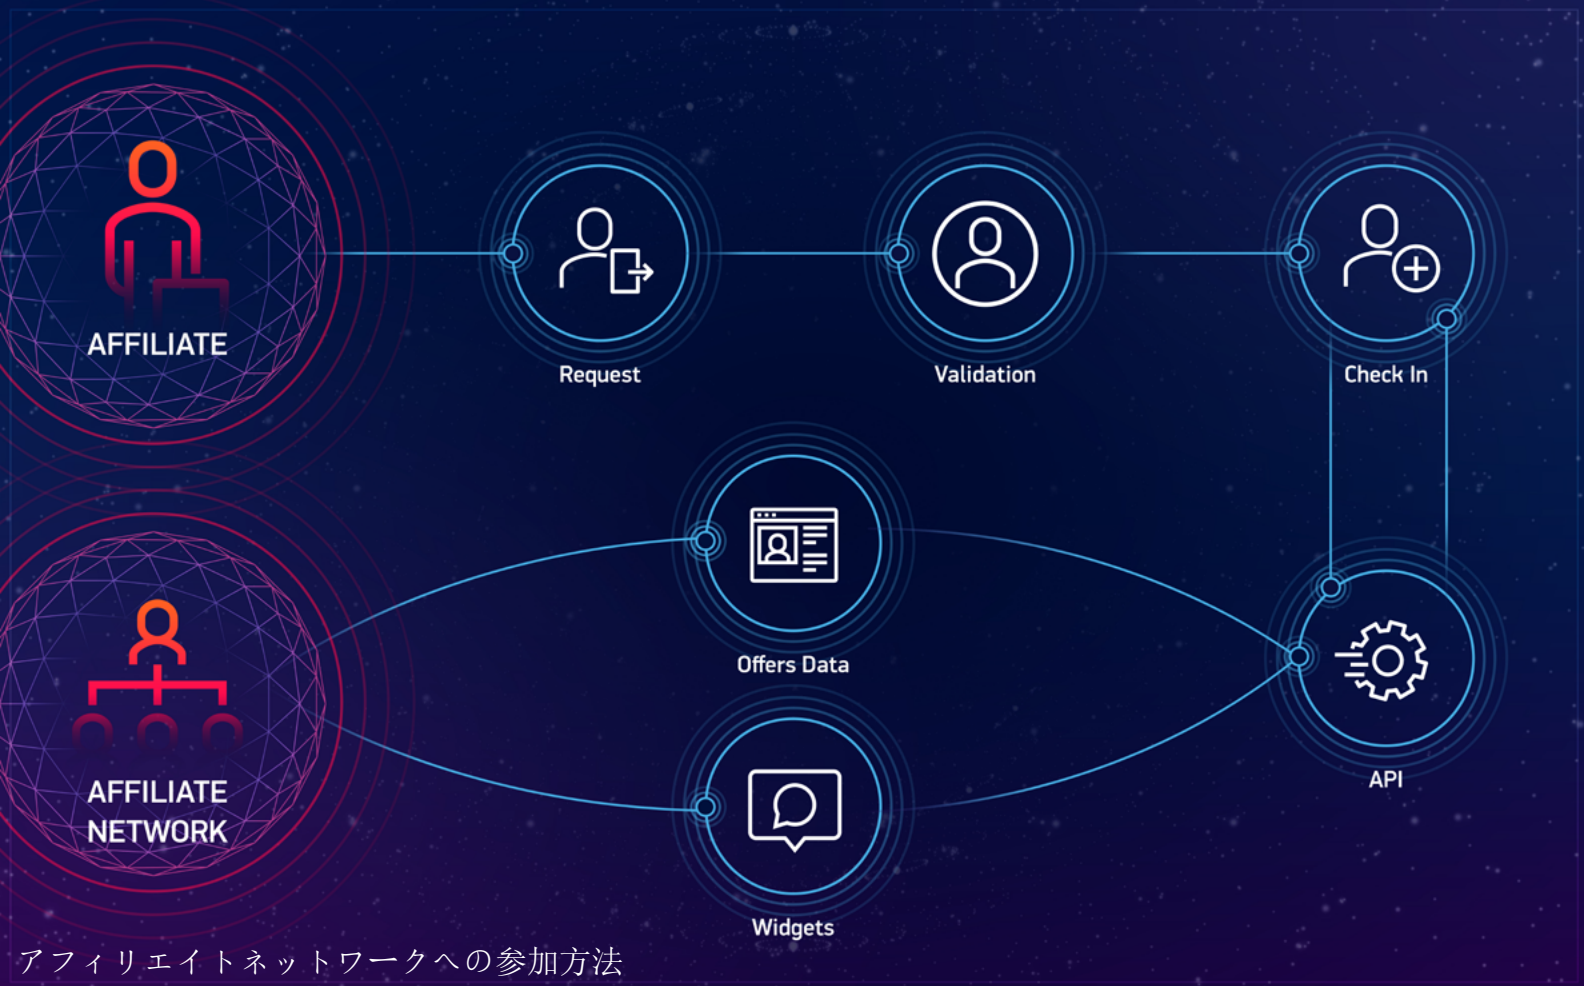 AFFILIATE
Request
Validation
Check In
Offers Data
AFFILIATE
NETWORK
API
Widgets
アフィリエイトネットワークへの参加方法